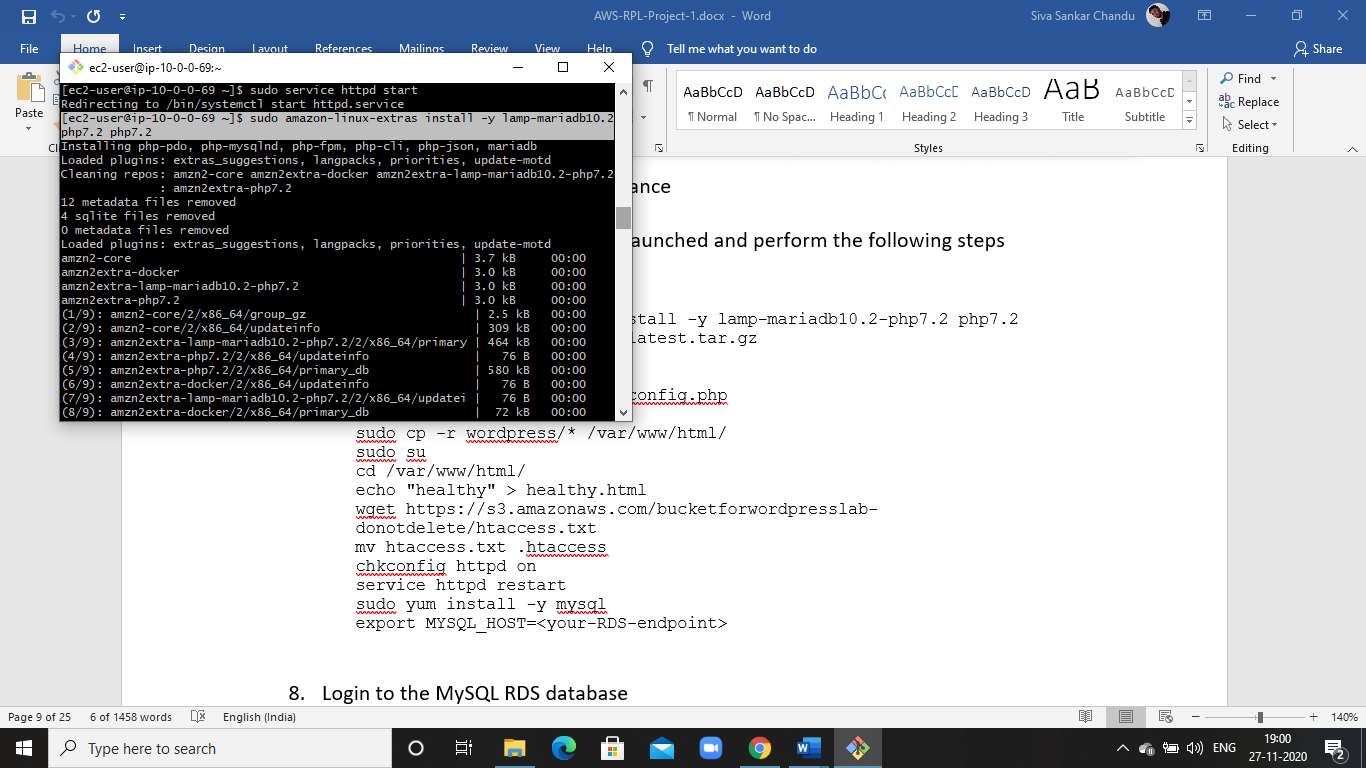 AWS-RPL-Project-1.docx - Word
Siva Sankar Chandu
File Home Insert Design Layout References Mailings Review View Help Tell me what you want to do Share
Paste
AaBbCcD AaBbCcD AaBbCc AaBbCcD AaBbCcD AaB AaBbCcD
¶ Normal ¶ No Spac... Heading 1 Heading 2 Heading 3 Title Subtitle
Styles
Find
Replace
Select
Editing
ec2-user@ip-10-0-0-69:~
[ec2-user@ip-10-0-0-69 ~]$ sudo service httpd start
Redirecting to /bin/systemctl start httpd.service
[ec2-user@ip-10-0-0-69 ~]$ sudo amazon-linux-extras install -y lamp-mariadb10.2
php7.2 php7.2
Installing php-pdo, php-mysqlnd, php-fpm, php-cli, php-json, mariadb
Loaded plugins: extras_suggestions, langpacks, priorities, update-motd
Cleaning repos: amzn2-core amzn2extra-docker amzn2extra-lamp-mariadb10.2-php7.2
: amzn2extra-php7.2
12 metadata files removed
4 sqlite files removed
0 metadata files removed
Loaded plugins: extras_suggestions, langpacks, priorities, update-motd
amzn2-core | 3.7 kB 00:00
amzn2extra-docker | 3.0 kB 00:00
amzn2extra-lamp-mariadb10.2-php7.2 | 3.0 kB 00:00
amzn2extra-php7.2 | 3.0 kB 00:00
(1/9): amzn2-core/2/x86_64/group_gz | 2.5 kB 00:00
(2/9): amzn2-core/2/x86_64/updateinfo | 309 kB 00:00
(3/9): amzn2extra-lamp-mariadb10.2-php7.2/2/x86_64/primary | 464 kB 00:00
(4/9): amzn2extra-php7.2/2/x86_64/updateinfo | 76 B 00:00
(5/9): amzn2extra-php7.2/2/x86_64/primary_db | 580 kB 00:00
(6/9): amzn2extra-docker/2/x86_64/updateinfo | 76 B 00:00
(7/9): amzn2extra-lamp-mariadb10.2-php7.2/2/x86_64/updatei | 76 B 00:00
(8/9): amzn2extra-docker/2/x86_64/primary_db | 72 kB 00:00
ance
aunched and perform the following steps
stall -y lamp-mariadb10.2-php7.2 php7.2
latest.tar.gz
config.php
sudo cp -r wordpress/* /var/www/html/
sudo su
cd /var/www/html/
echo "healthy" > healthy.html
wget https://s3.amazonaws.com/bucketforwordpresslab-
donotdelete/htaccess.txt
mv htaccess.txt .htaccess
chkconfig httpd on
service httpd restart
sudo yum install -y mysql
export MYSQL_HOST=<your-RDS-endpoint>
8. Login to the MySQL RDS database
Page 9 of 25 6 of 1458 words English (India) 140%
Type here to search
ENG
19:00
27-11-2020
2